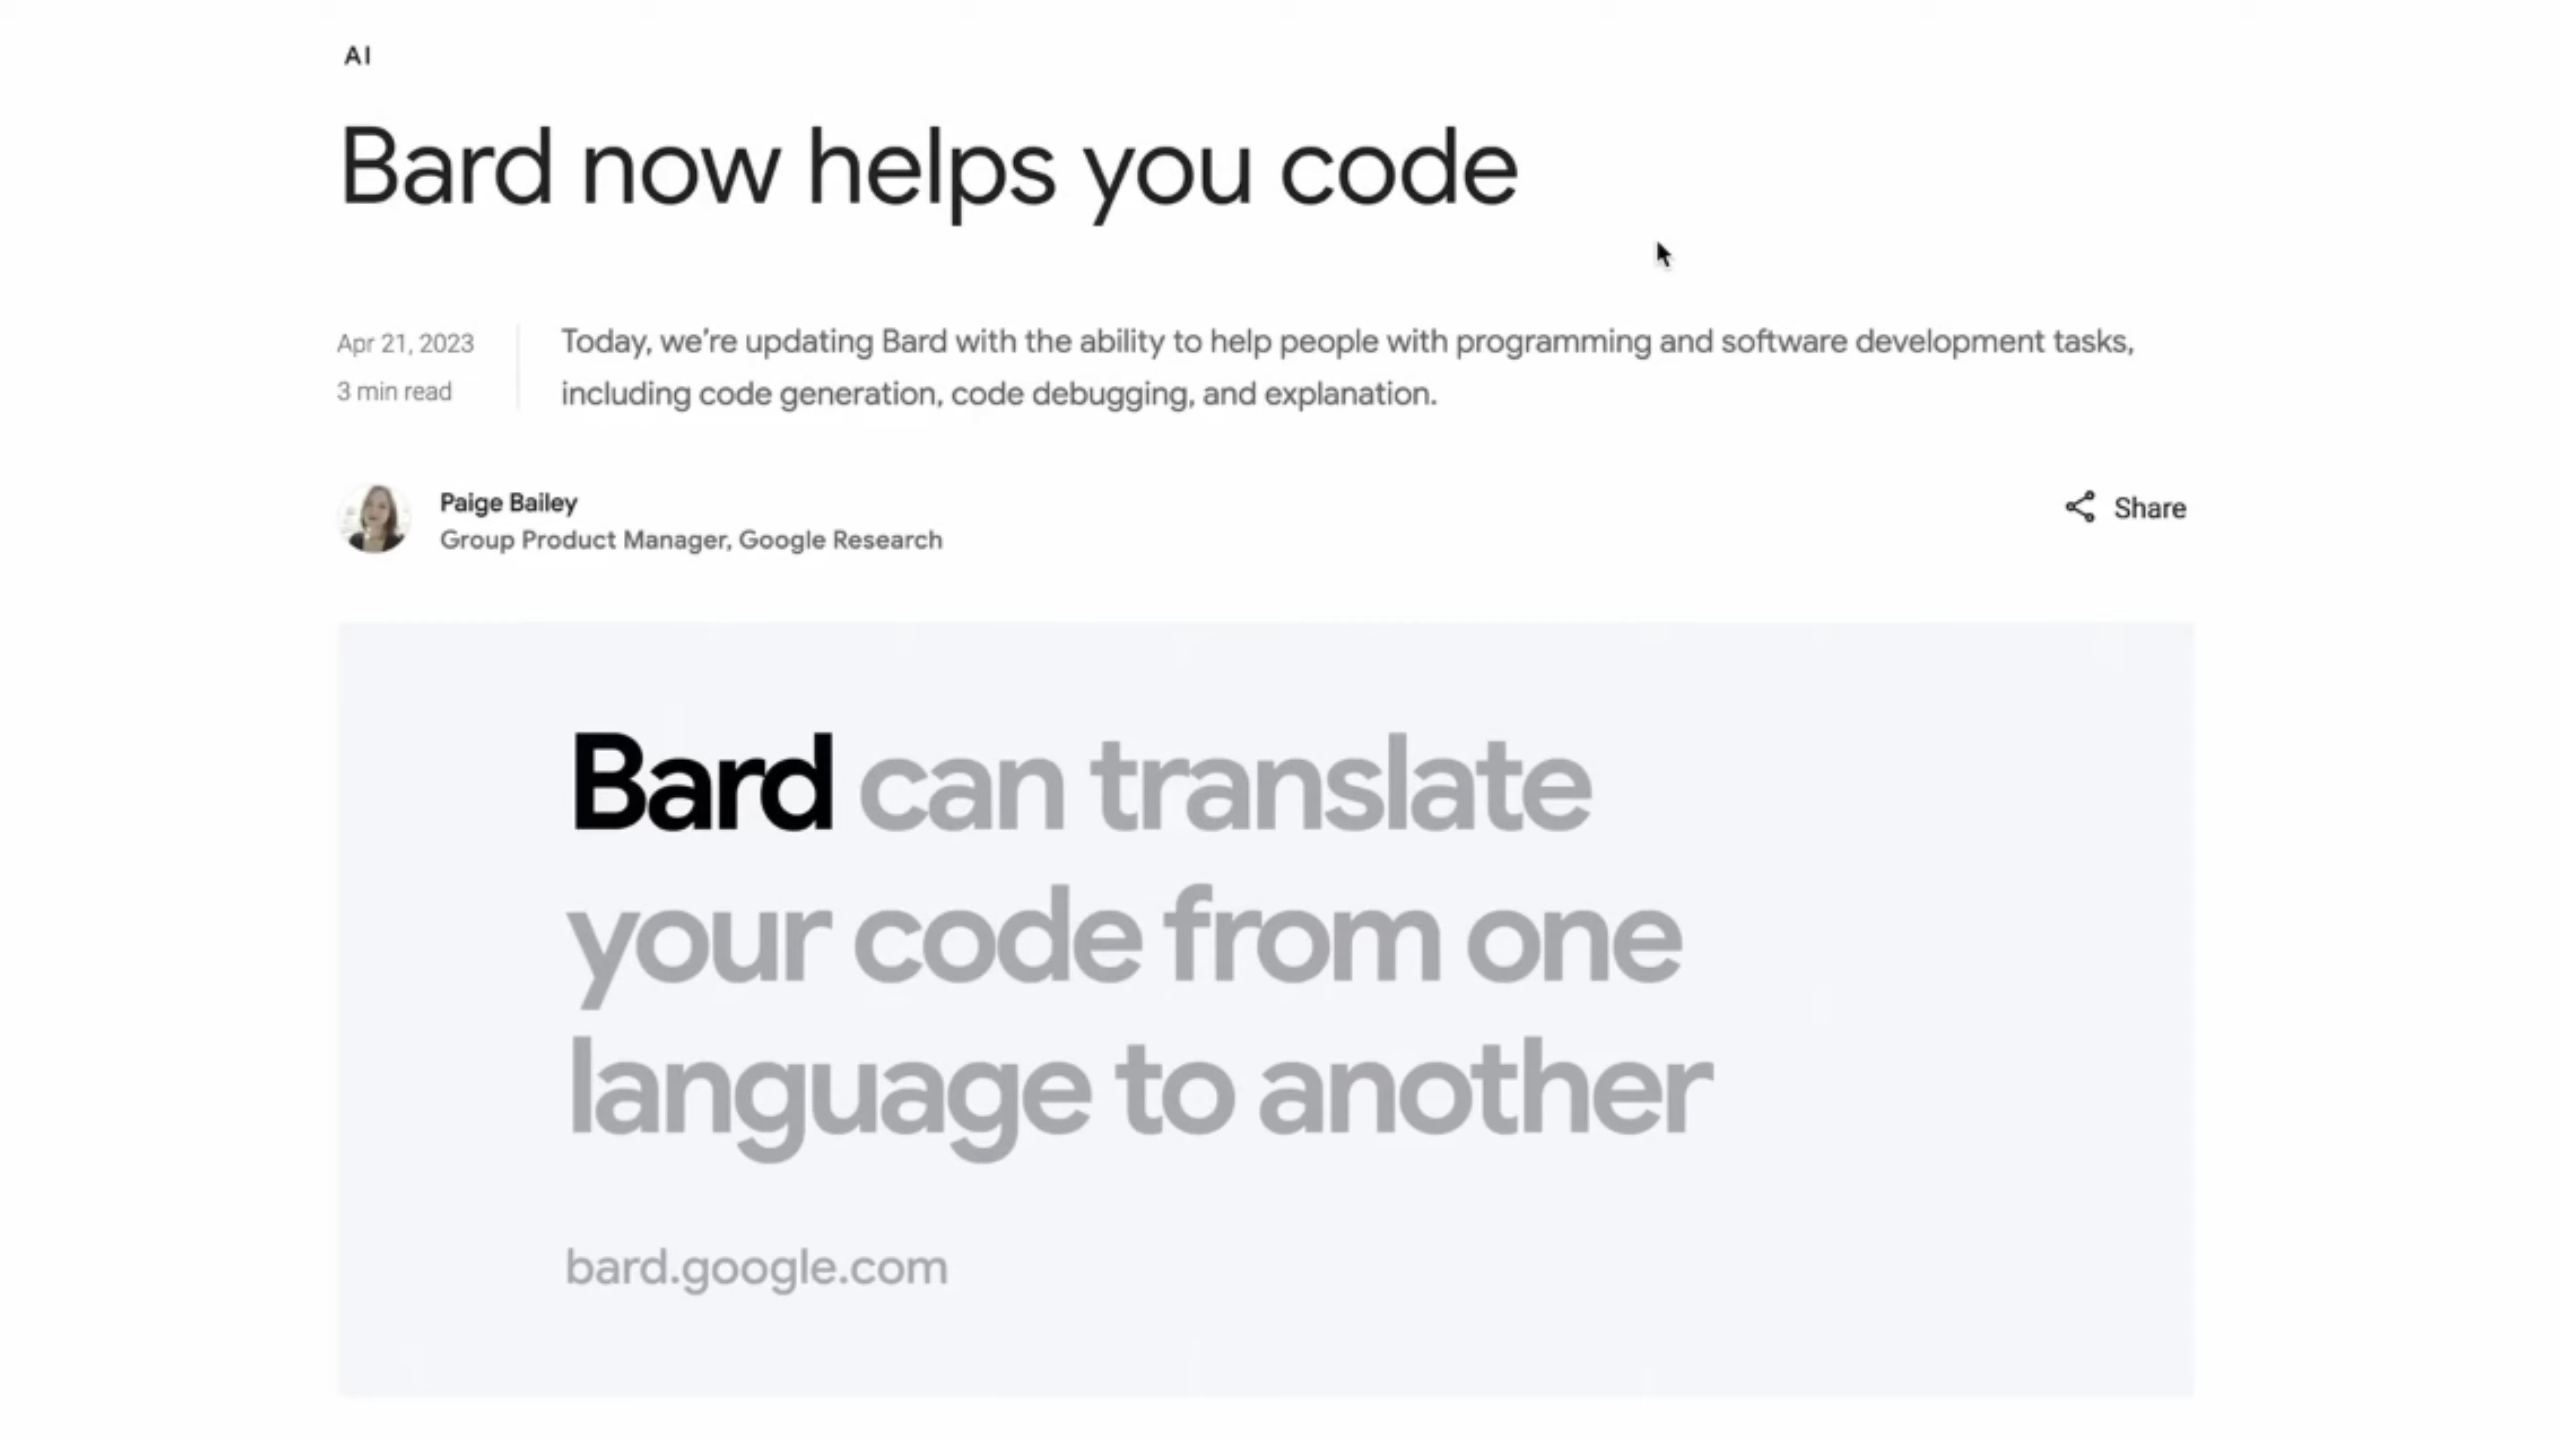 AI
Bard now helps you code
Apr 21, 2023
3 min read
Today, we're updating Bard with the ability to help people with programming and software development tasks,
including code generation, code debugging, and explanation.
Paige Bailey
Group Product Manager, Google Research
Share
Bard can translate
your code from one
language to another
bard.google.com